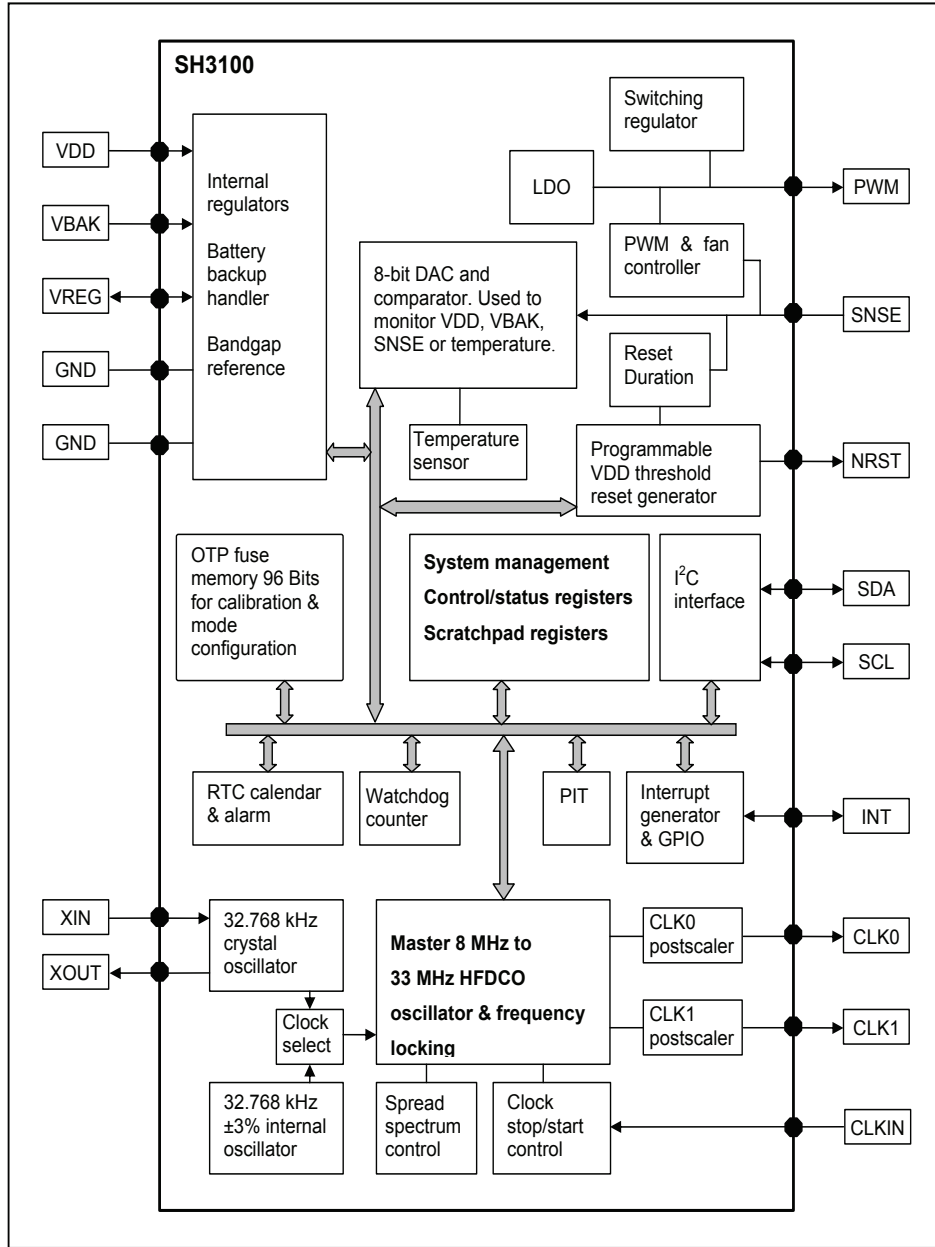 SH3100
VDD
VBAK
VREG
GND
GND
Internal
regulators
Battery
backup
handler
Bandgap
reference
Switching
regulator
LDO
PWM
PWM & fan
controller
8-bit DAC and
comparator. Used to
monitor VDD, VBAK,
SNSE or temperature.
SNSE
Reset
Duration
Temperature
sensor
Programmable
VDD threshold
reset generator
NRST
OTP fuse
memory 96 Bits
for calibration &
mode
configuration
System management
Control/status registers
Scratchpad registers
I²C
interface
SDA
SCL
RTC calendar
& alarm
Watchdog
counter
PIT
Interrupt
generator
& GPIO
INT
XIN
XOUT
32.768 kHz
crystal
oscillator
Clock
select
32.768 kHz
±3% internal
oscillator
Master 8 MHz to
33 MHz HFDCO
oscillator & frequency
locking
CLK0
postscaler
CLK0
CLK1
postscaler
CLK1
Spread
spectrum
control
Clock
stop/start
control
CLKIN